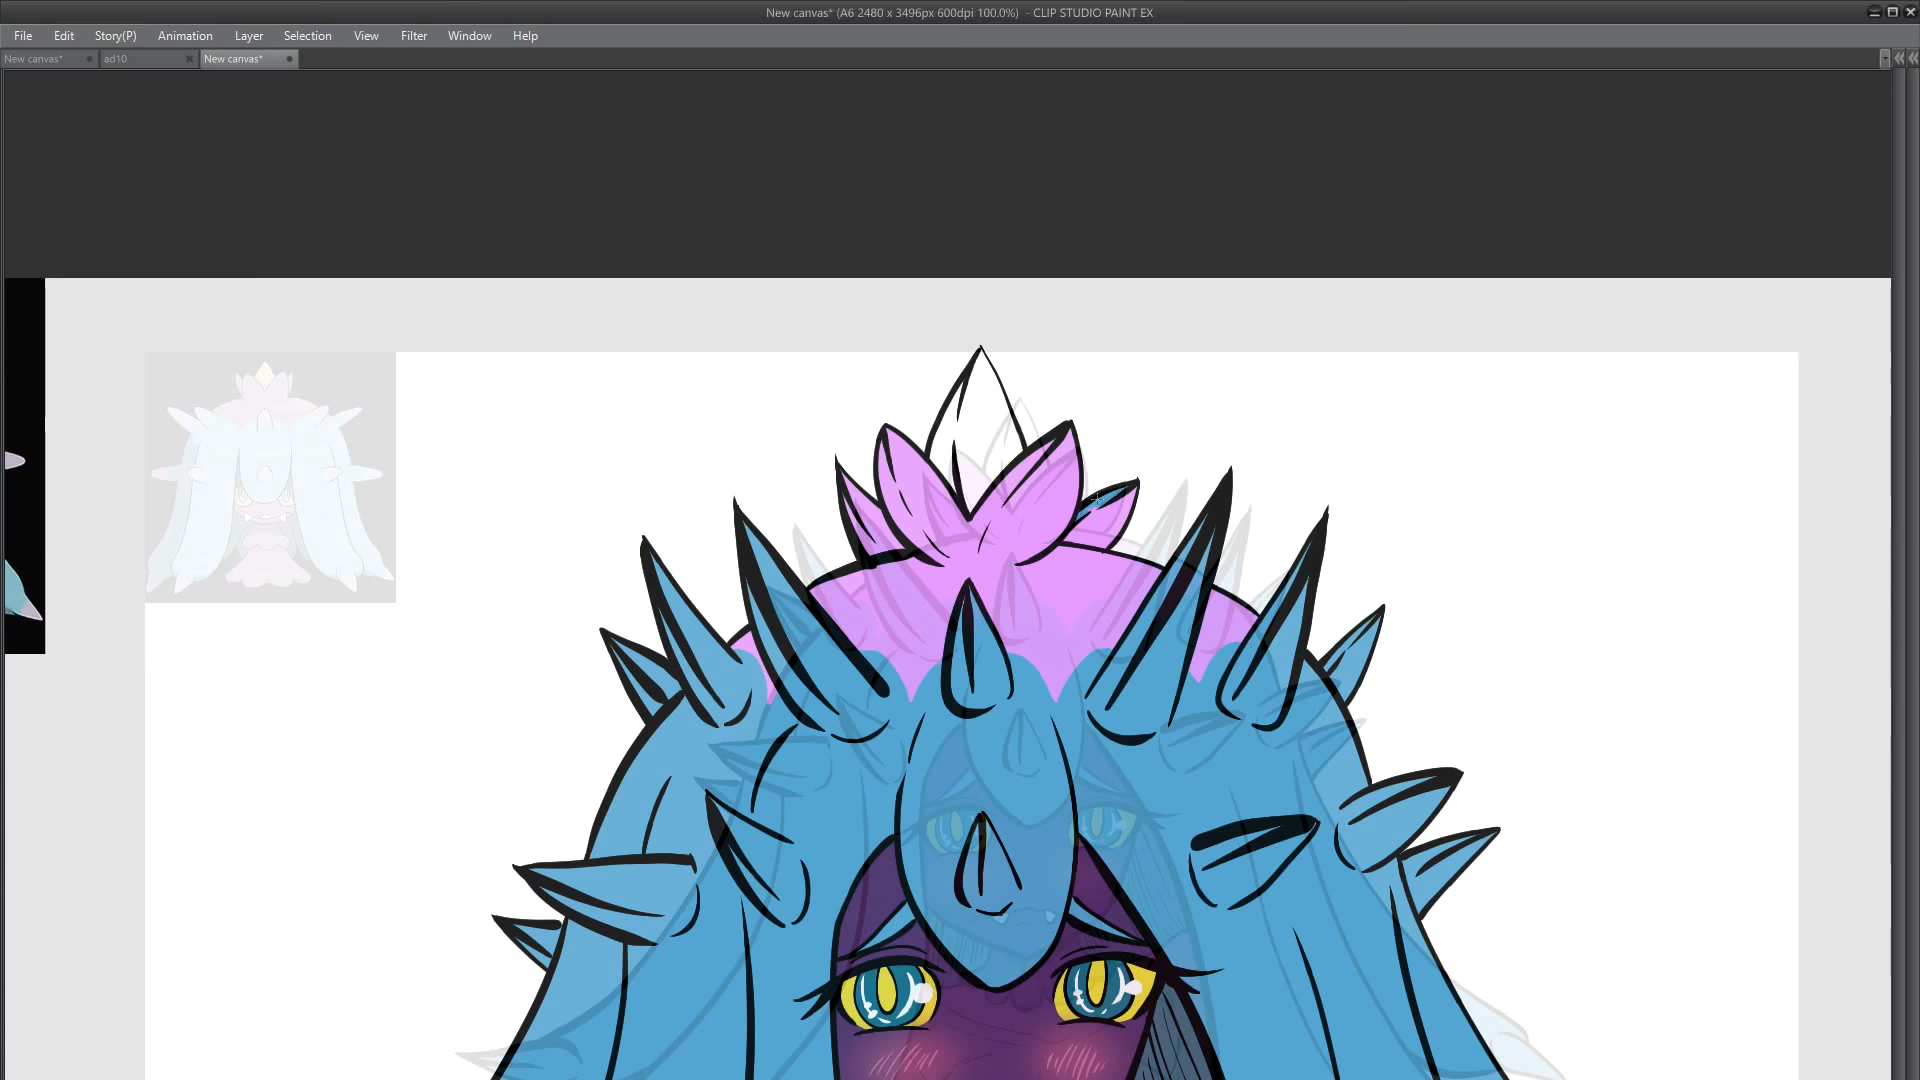 New canvas* (A6 2480 x 3496px 600dpi 100.0%) - CLIP STUDIO PAINT EX
File Edit Story(P) Animation Layer Selection View Filter Window Help
New canvas* ad10 New canvas*